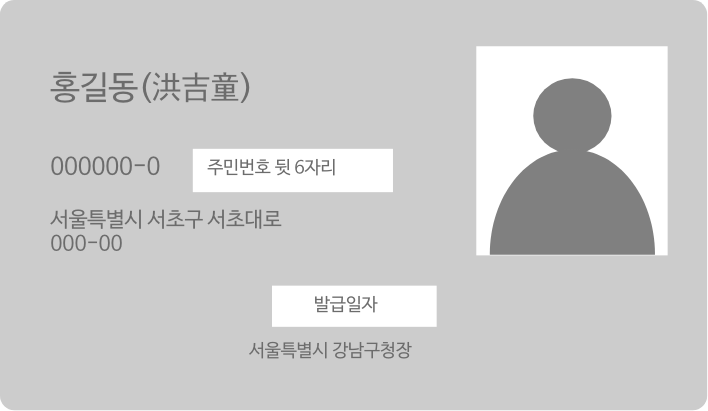 홍길동(洪吉童)
000000-0 주민번호 뒷 6자리
서울특별시 서초구 서초대로
000-00
발급일자
서울특별시 강남구청장